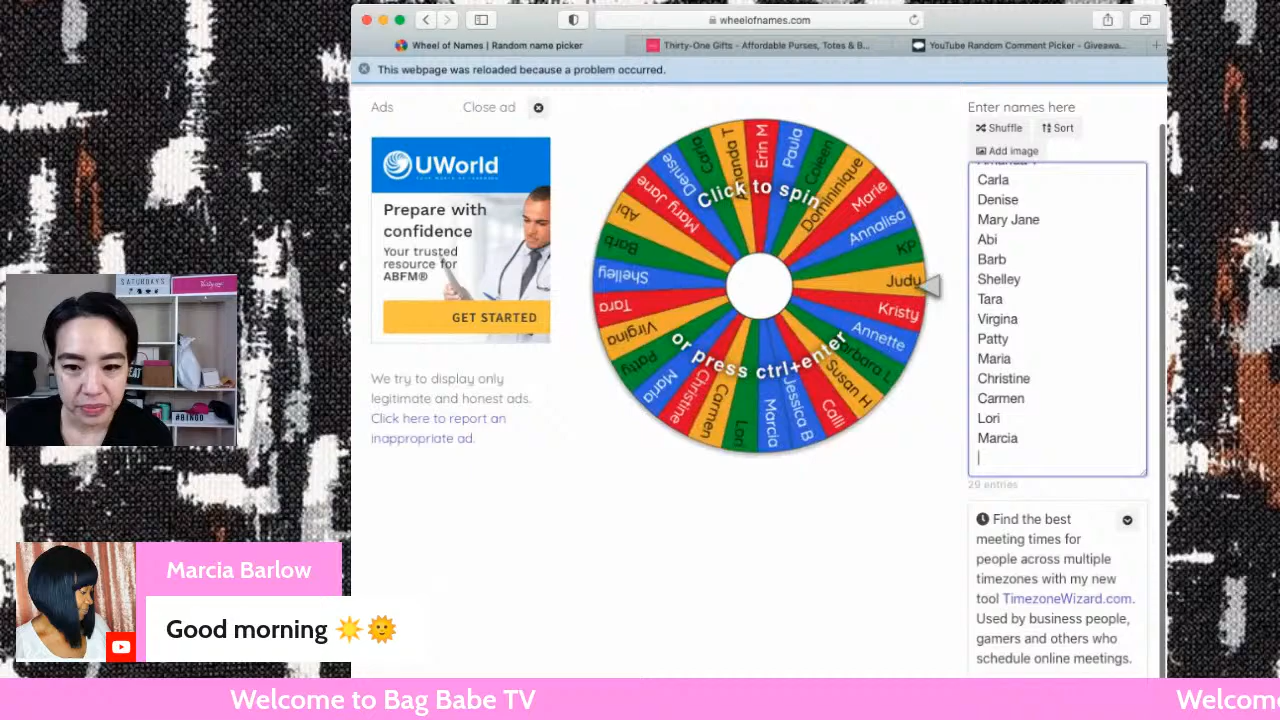 wheelofnames.com
Wheel of Names | Random name picker
Thirty-One Gifts - Affordable Purses, Totes & B...
YouTube Random Comment Picker - Giveawa...
This webpage was reloaded because a problem occurred.
Ads
Close ad
UWorld
Prepare with
confidence
Your trusted
resource for
ABFM®
GET STARTED
We try to display only
legitimate and honest ads.
Click here to report an
inappropriate ad.
Click to spin
or press ctrl+enter
Erin M
Paula
Domininique
Marie
Annalisa
KP
Judy
Kristy
Annette
Susan H
Jessica B
Marcia
Lori
Carmen
Christine
Maria
Patty
Virgina
Tara
Shelley
Barb
Abi
Mary Jane
Denise
Carla
Enter names here
Shuffle
Sort
Add image
Carla
Denise
Mary Jane
Abi
Barb
Shelley
Tara
Virgina
Patty
Maria
Christine
Carmen
Lori
Marcia
29 entries
Find the best
meeting times for
people across multiple
timezones with my new
tool TimezoneWizard.com.
Used by business people,
gamers and others who
schedule online meetings.
SATURDAYS
#BINGO
Marcia Barlow
Good morning ☀️🌞
Welcome to Bag Babe TV
Welcome